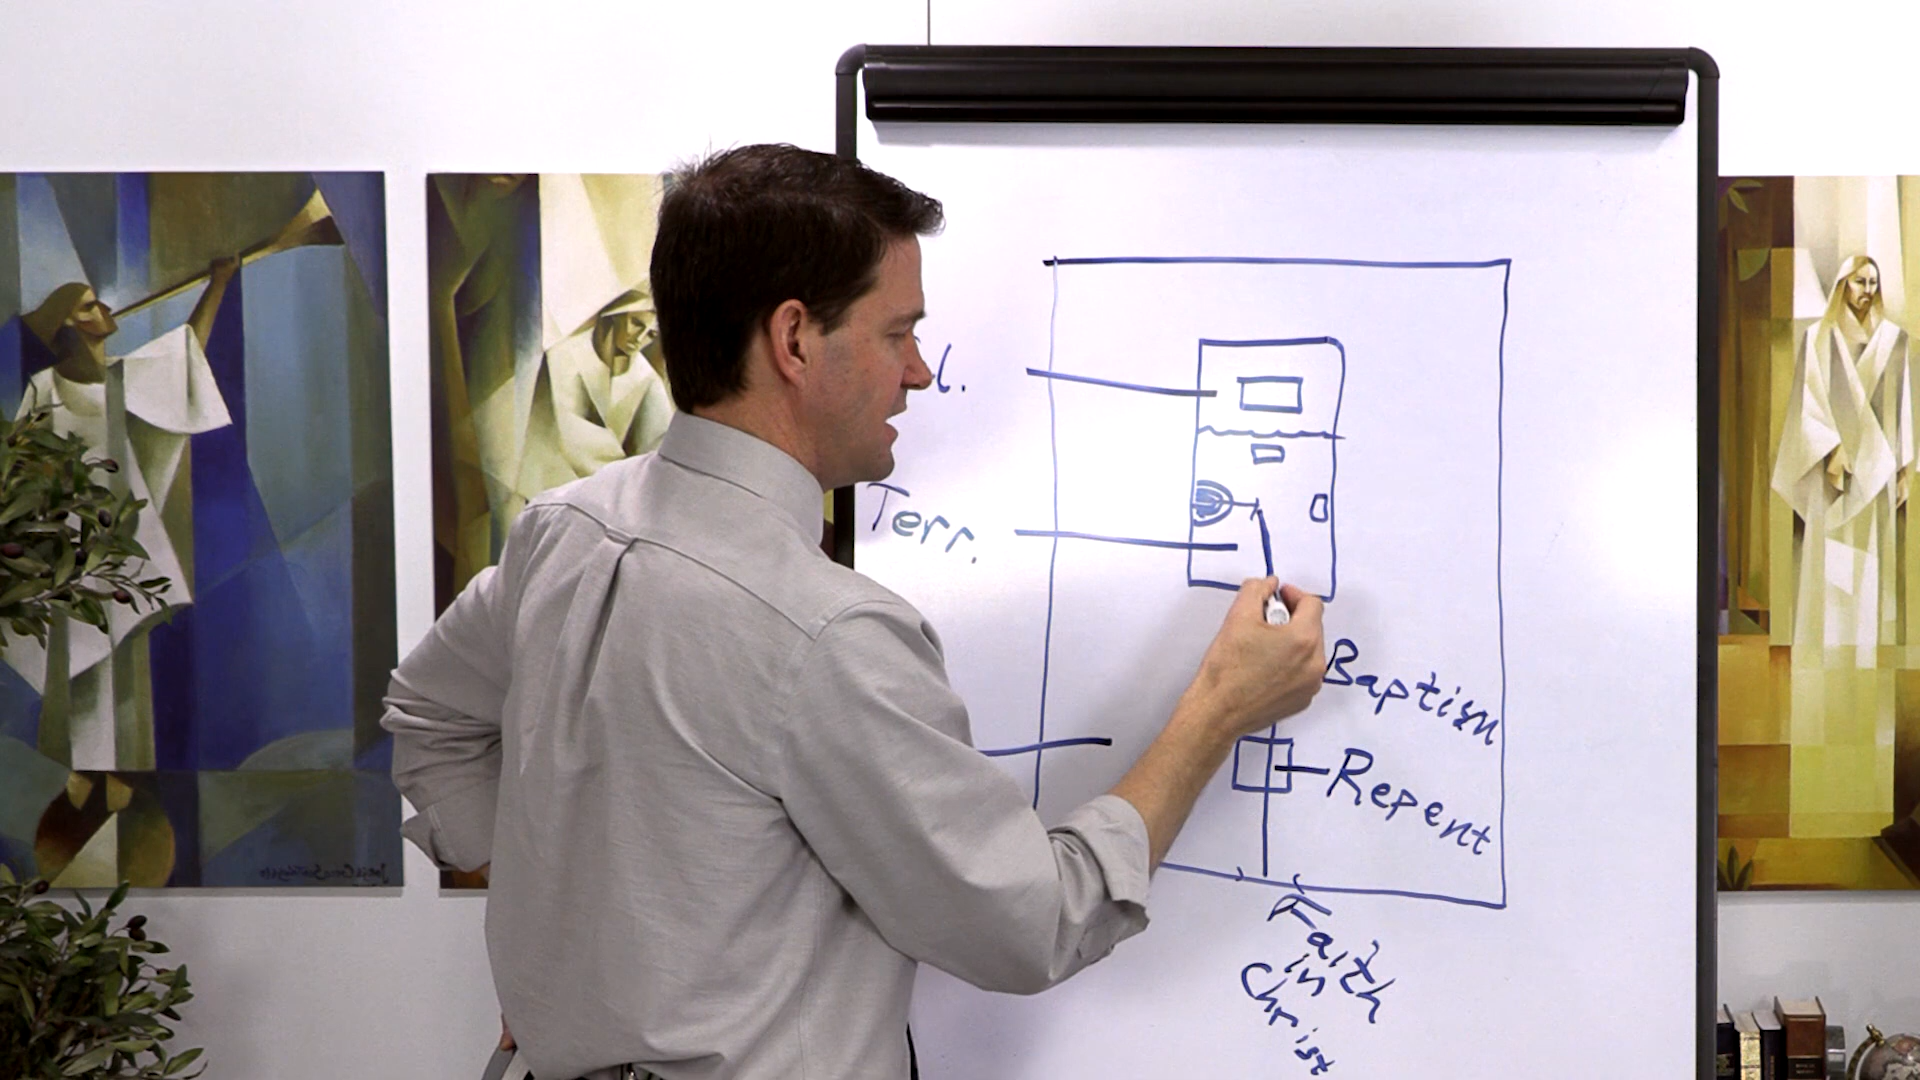 l.
Terr.
Baptism
Repent
Faith
in
Christ